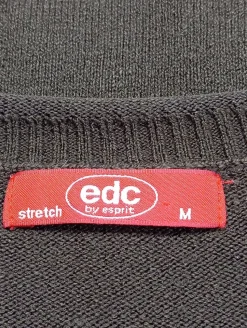 edc
by esprit
stretch M